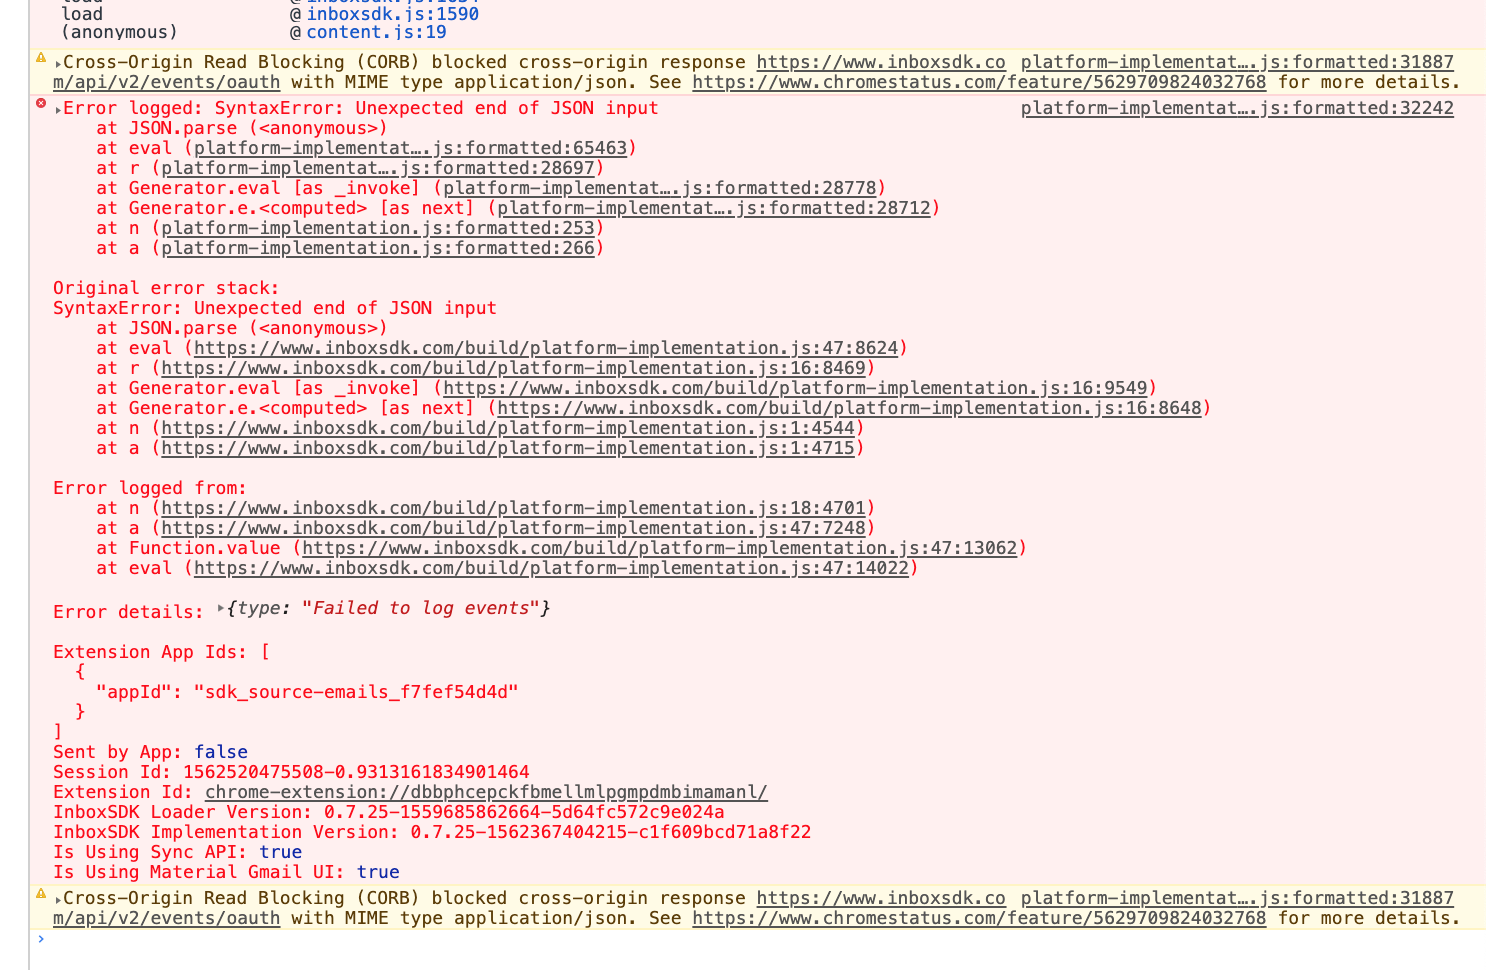 load @ inboxsdk.js:1590
(anonymous) @ content.js:19
▸Cross-Origin Read Blocking (CORB) blocked cross-origin response https://www.inboxsdk.co platform-implementat….js:formatted:31887
m/api/v2/events/oauth with MIME type application/json. See https://www.chromestatus.com/feature/5629709824032768 for more details.
▸Error logged: SyntaxError: Unexpected end of JSON input platform-implementat….js:formatted:32242
at JSON.parse (<anonymous>)
at eval (platform-implementat….js:formatted:65463)
at r (platform-implementat….js:formatted:28697)
at Generator.eval [as _invoke] (platform-implementat….js:formatted:28778)
at Generator.e.<computed> [as next] (platform-implementat….js:formatted:28712)
at n (platform-implementation.js:formatted:253)
at a (platform-implementation.js:formatted:266)
Original error stack:
SyntaxError: Unexpected end of JSON input
at JSON.parse (<anonymous>)
at eval (https://www.inboxsdk.com/build/platform-implementation.js:47:8624)
at r (https://www.inboxsdk.com/build/platform-implementation.js:16:8469)
at Generator.eval [as _invoke] (https://www.inboxsdk.com/build/platform-implementation.js:16:9549)
at Generator.e.<computed> [as next] (https://www.inboxsdk.com/build/platform-implementation.js:16:8648)
at n (https://www.inboxsdk.com/build/platform-implementation.js:1:4544)
at a (https://www.inboxsdk.com/build/platform-implementation.js:1:4715)
Error logged from:
at n (https://www.inboxsdk.com/build/platform-implementation.js:18:4701)
at a (https://www.inboxsdk.com/build/platform-implementation.js:47:7248)
at Function.value (https://www.inboxsdk.com/build/platform-implementation.js:47:13062)
at eval (https://www.inboxsdk.com/build/platform-implementation.js:47:14022)
Error details: ▸{type: "Failed to log events"}
Extension App Ids: [
{
"appId": "sdk_source-emails_f7fef54d4d"
}
]
Sent by App: false
Session Id: 1562520475508-0.9313161834901464
Extension Id: chrome-extension://dbbphcepckfbmellmlpgmpdmbimamanl/
InboxSDK Loader Version: 0.7.25-1559685862664-5d64fc572c9e024a
InboxSDK Implementation Version: 0.7.25-1562367404215-c1f609bcd71a8f22
Is Using Sync API: true
Is Using Material Gmail UI: true
▸Cross-Origin Read Blocking (CORB) blocked cross-origin response https://www.inboxsdk.co platform-implementat….js:formatted:31887
m/api/v2/events/oauth with MIME type application/json. See https://www.chromestatus.com/feature/5629709824032768 for more details.